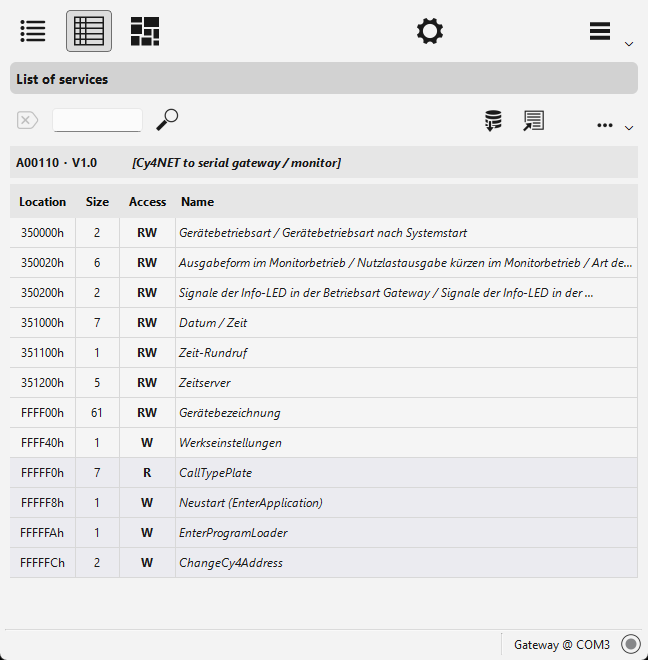 List of services
A00110 · V1.0 [Cy4NET to serial gateway / monitor]
Location Size Access Name
350000h 2 RW Gerätebetriebsart / Gerätebetriebsart nach Systemstart
350020h 6 RW Ausgabeform im Monitorbetrieb / Nutzlastausgabe kürzen im Monitorbetrieb / Art de...
350200h 2 RW Signale der Info-LED in der Betriebsart Gateway / Signale der Info-LED in der ...
351000h 7 RW Datum / Zeit
351100h 1 RW Zeit-Rundruf
351200h 5 RW Zeitserver
FFFF00h 61 RW Gerätebezeichnung
FFFF40h 1 W Werkseinstellungen
FFFFF0h 7 R CallTypePlate
FFFFF8h 1 W Neustart (EnterApplication)
FFFFFAh 1 W EnterProgramLoader
FFFFFCh 2 W ChangeCy4Address
Gateway @ COM3